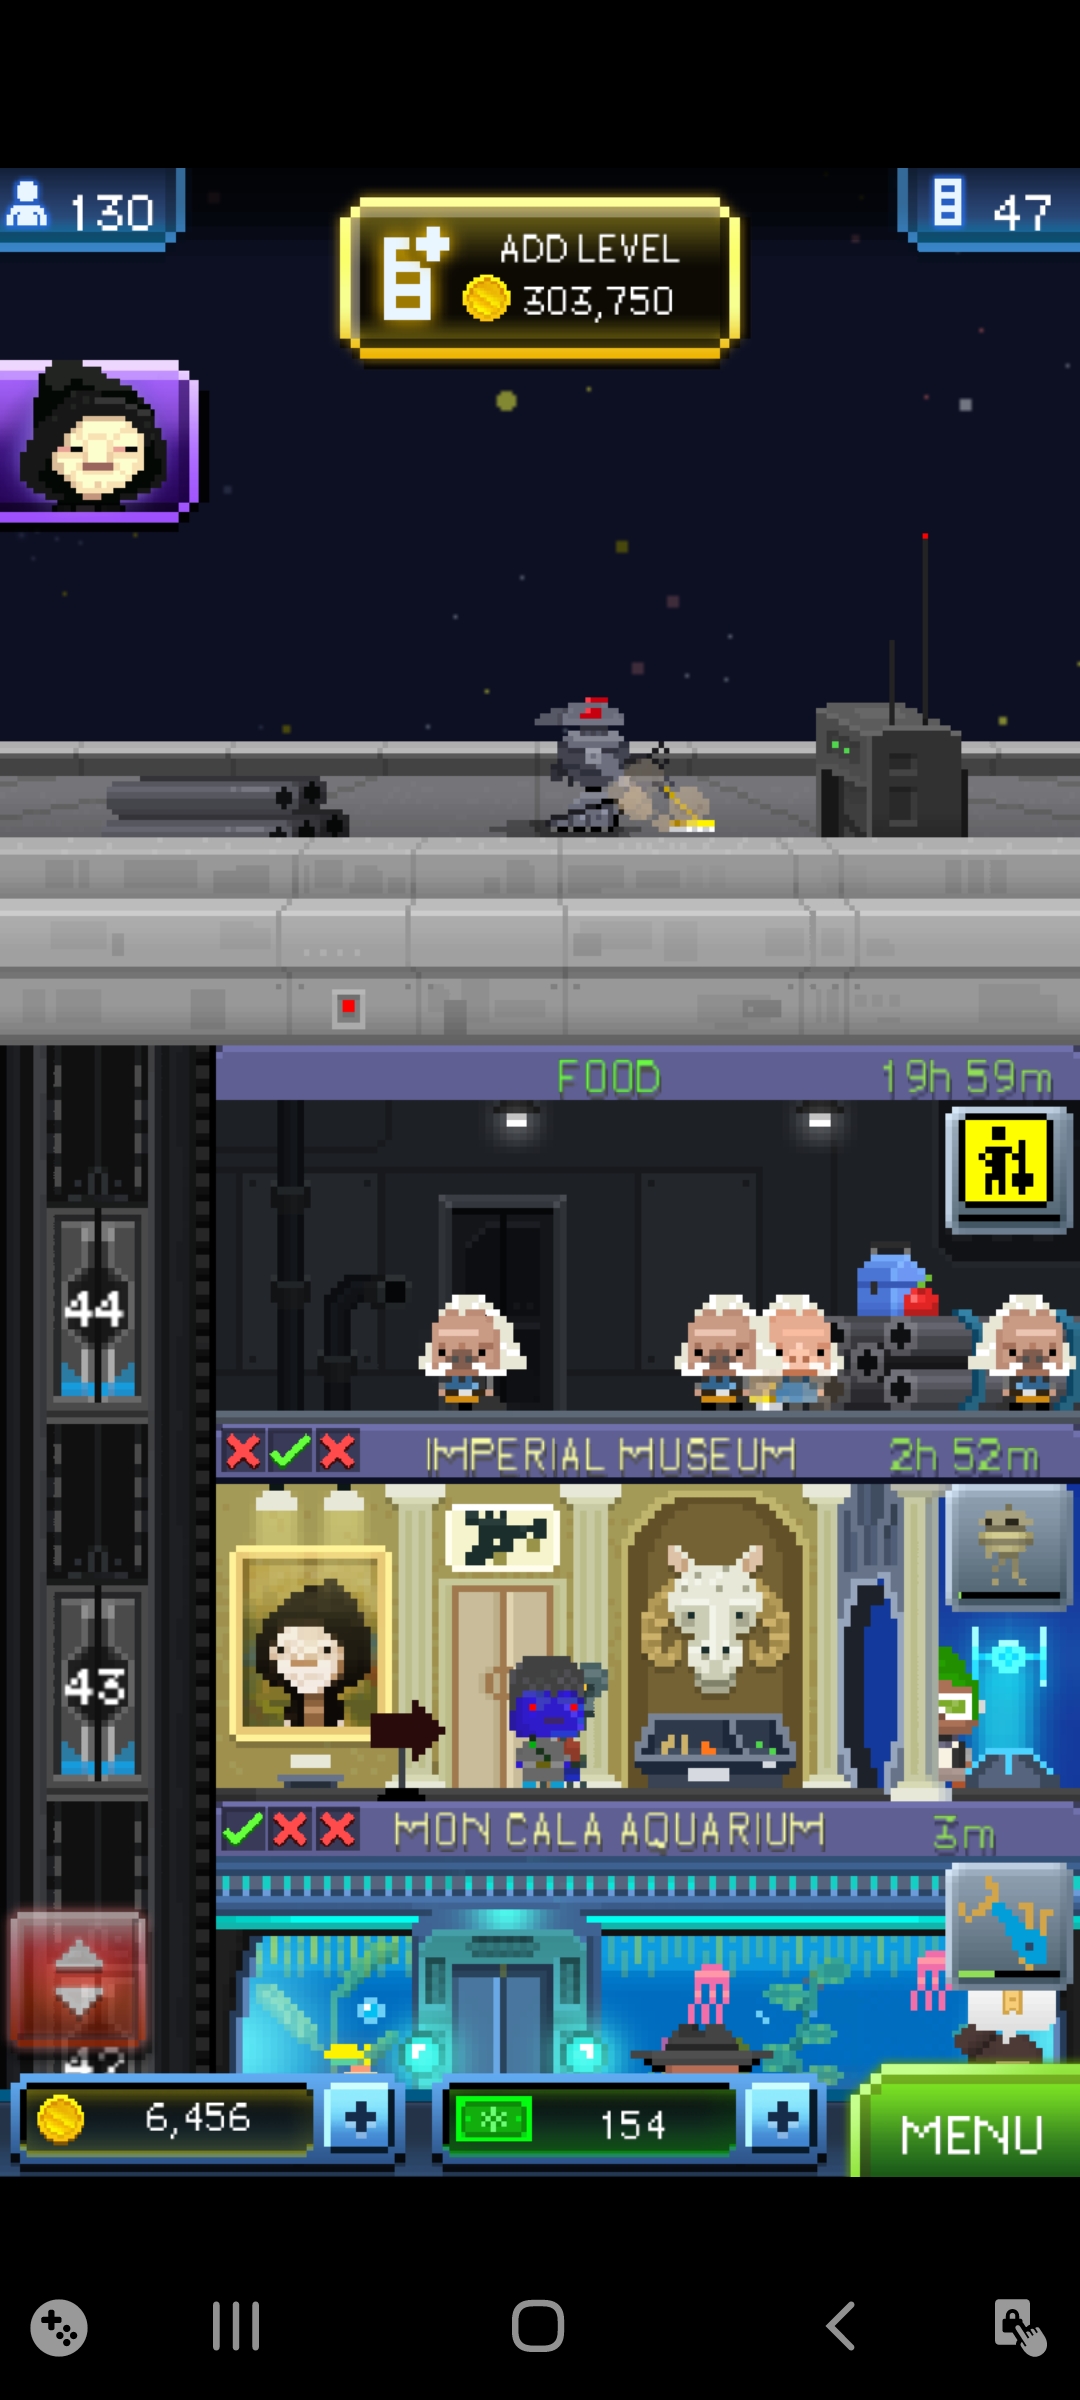 130
ADD LEVEL
303,750
47
FOOD
19h 59m
44
IMPERIAL MUSEUM
2h 52m
43
MON CALA AQUARIUM
3m
42
6,456
154
MENU